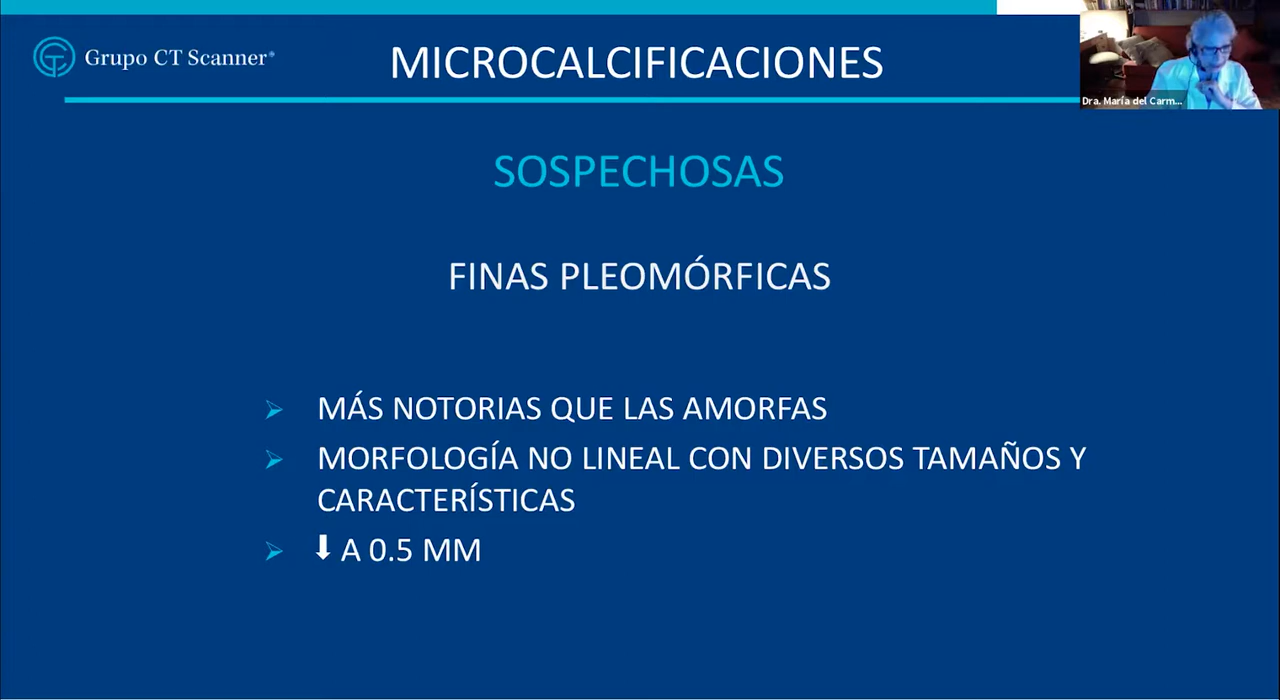 Grupo CT Scanner®
MICROCALCIFICACIONES
Dra. María del Carm...
SOSPECHOSAS
FINAS PLEOMÓRFICAS
MÁS NOTORIAS QUE LAS AMORFAS
MORFOLOGÍA NO LINEAL CON DIVERSOS TAMAÑOS Y
CARACTERÍSTICAS
⬇ A 0.5 MM